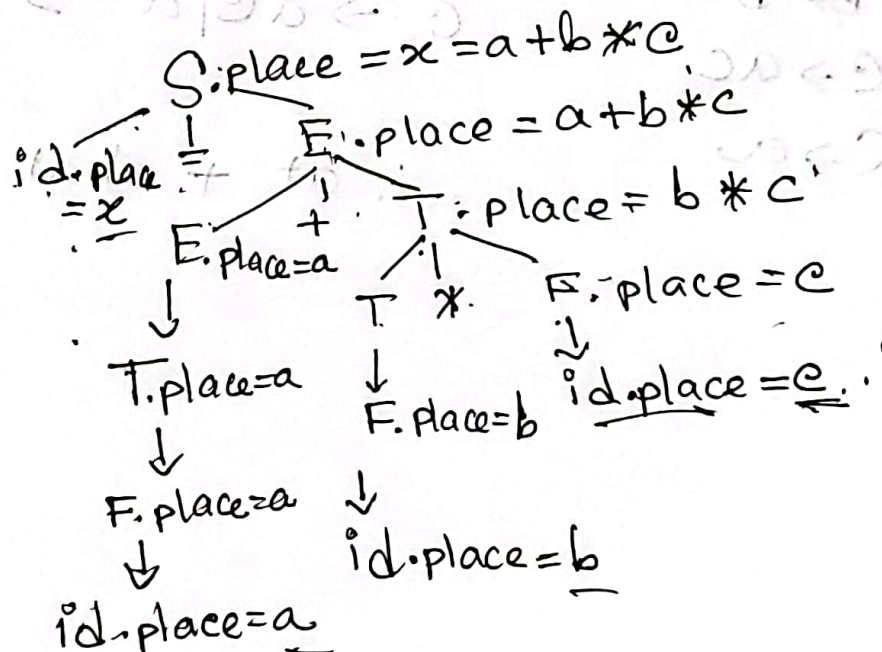 S.place = x = a + b * c
id.place = E.place = a + b * c
= x
E.place=a + T.place = b * c
T * F.place = c
T.place=a
F.place=b id.place = c
F.place=a
id.place = b
id.place=a